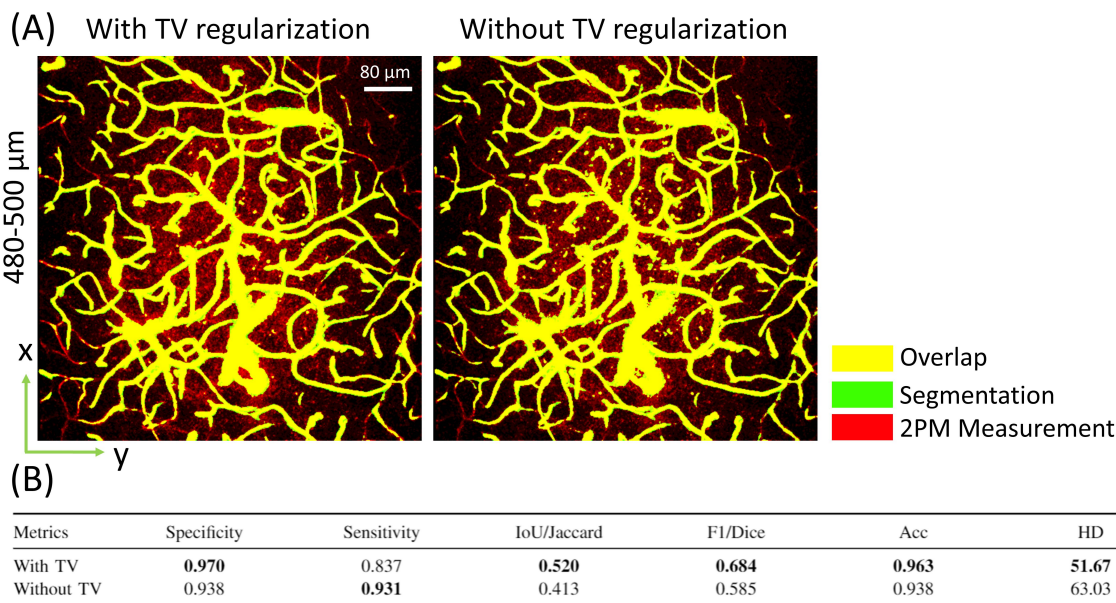 (A)
With TV regularization
Without TV regularization
80 μm
480-500 μm
x
y
Overlap
Segmentation
2PM Measurement
(B)
Metrics Specificity Sensitivity IoU/Jaccard F1/Dice Acc HD
With TV 0.970 0.837 0.520 0.684 0.963 51.67
Without TV 0.938 0.931 0.413 0.585 0.938 63.03